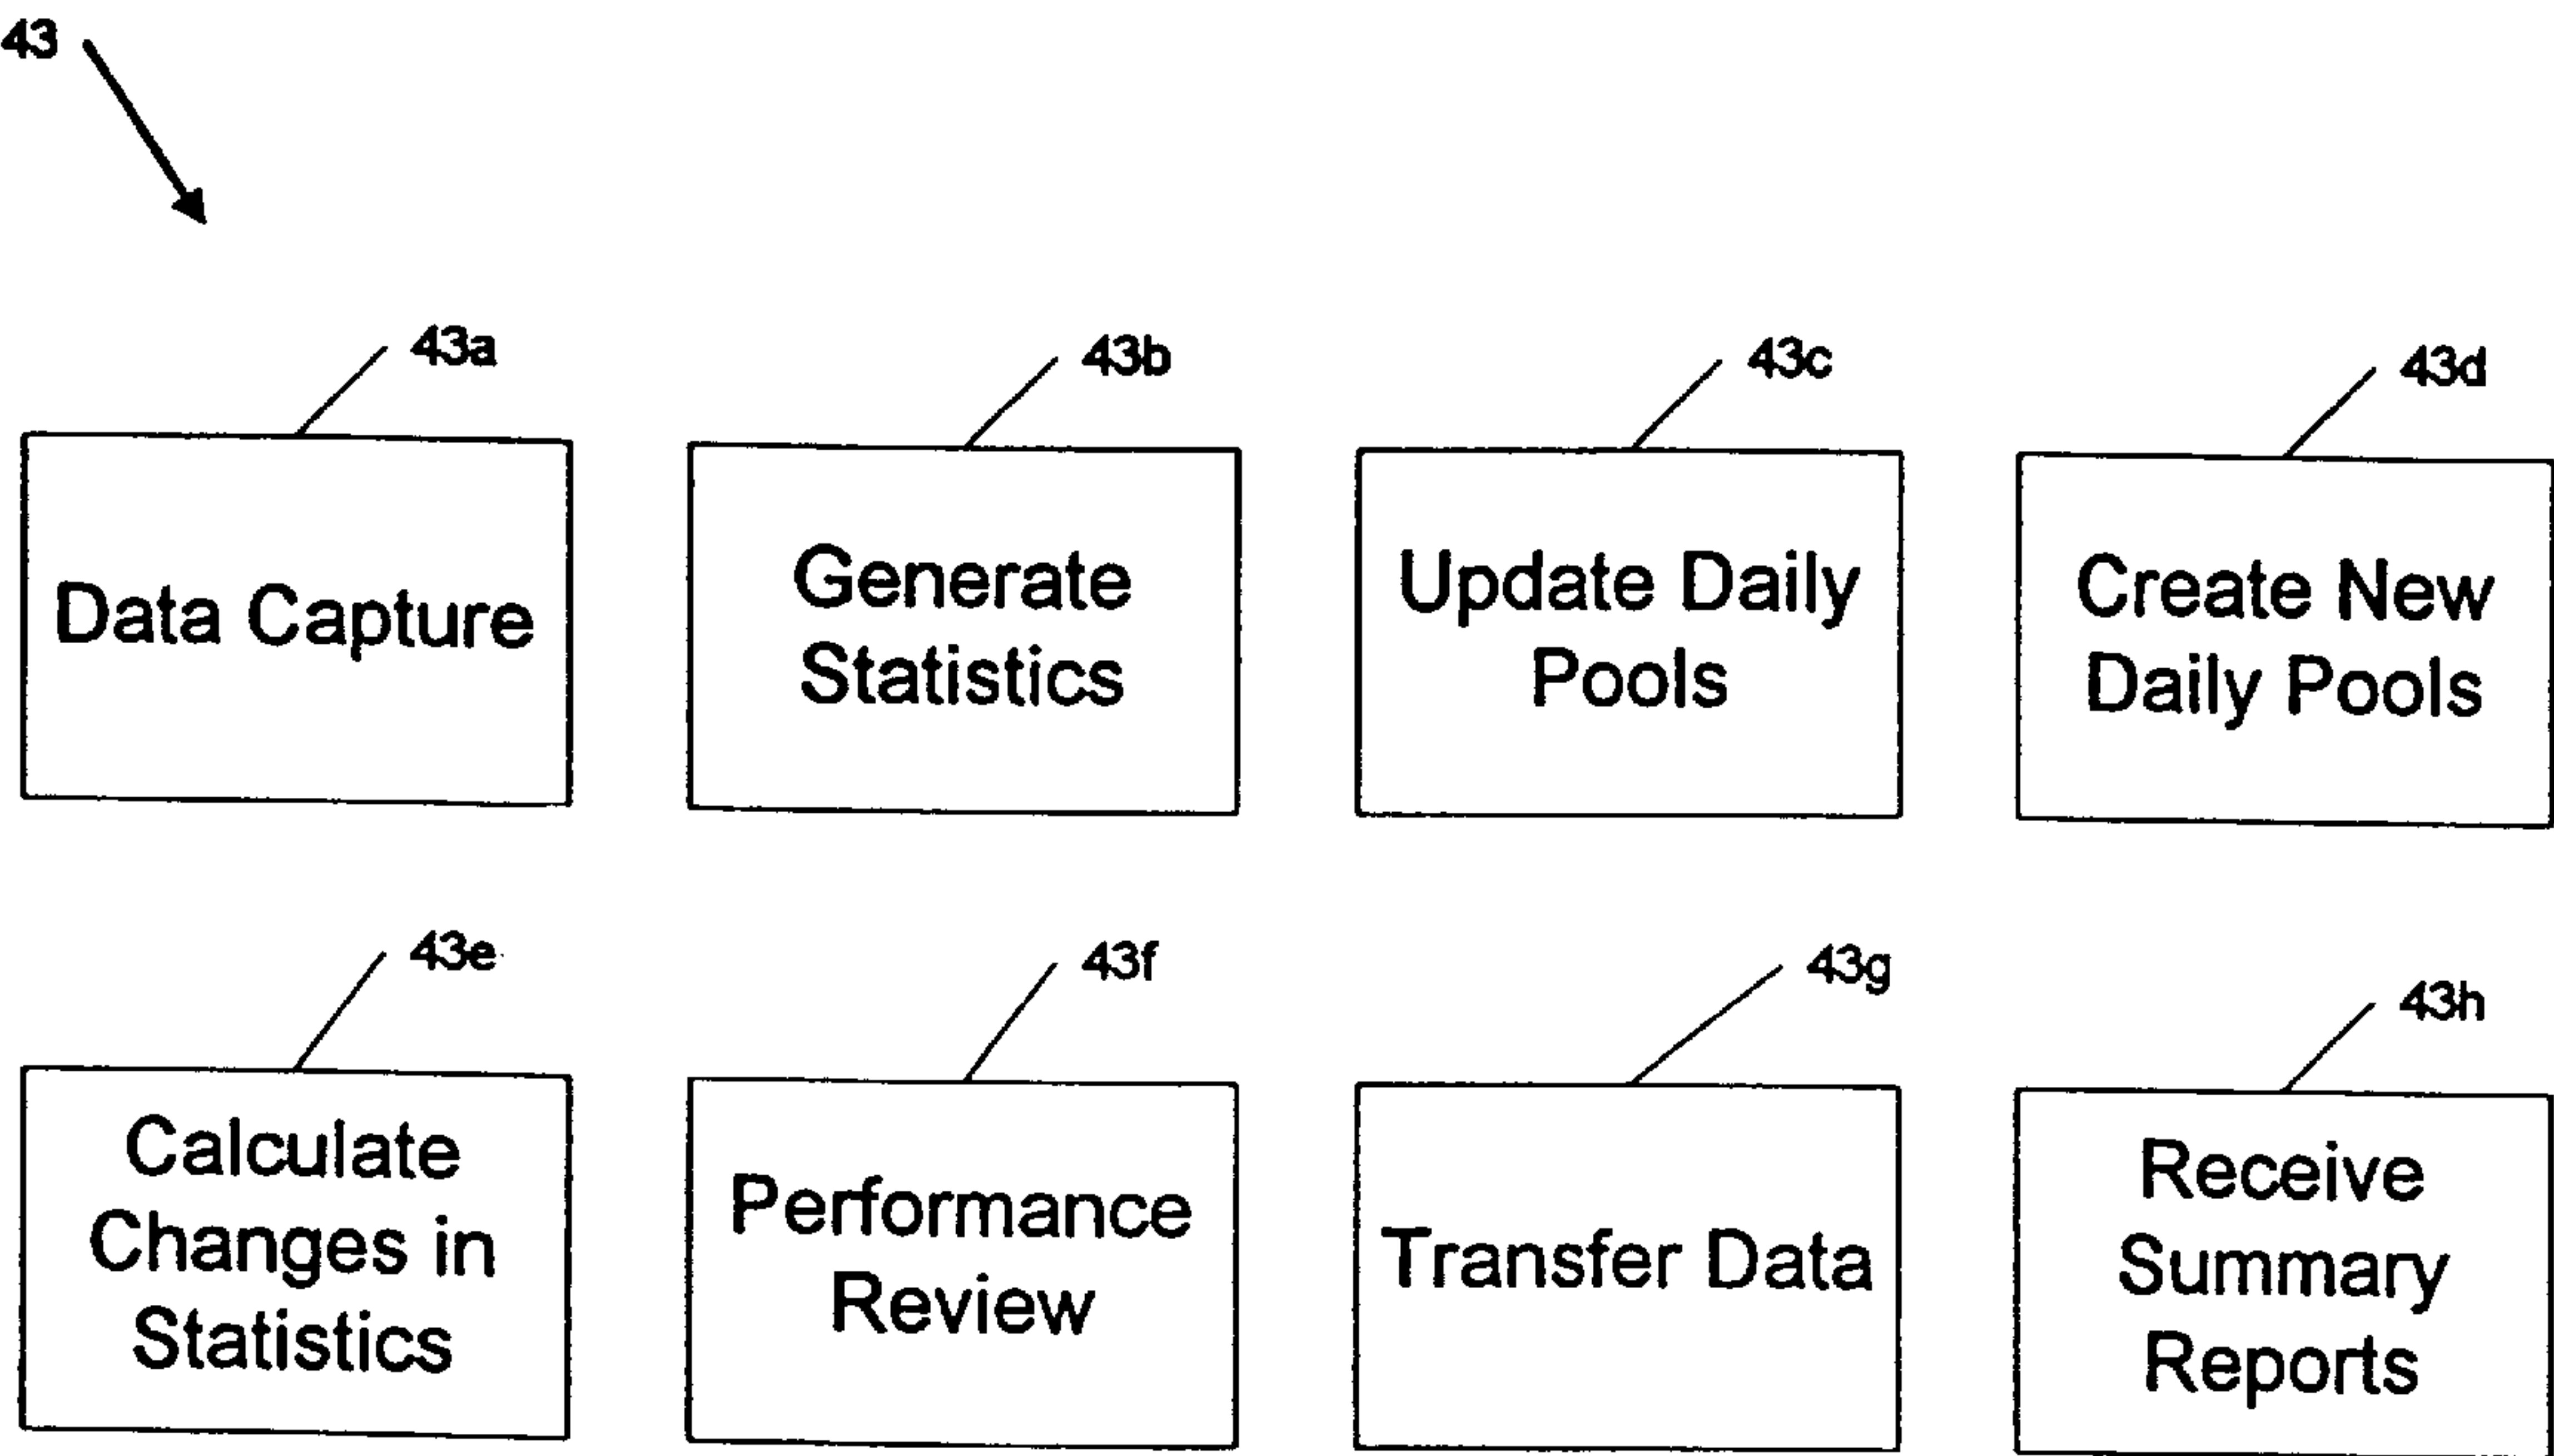 43
43a
43b
43c
43d
Data Capture
Generate
Statistics
Update Daily
Pools
Create New
Daily Pools
43e
43f
43g
43h
Calculate
Changes in
Statistics
Performance
Review
Transfer Data
Receive
Summary
Reports